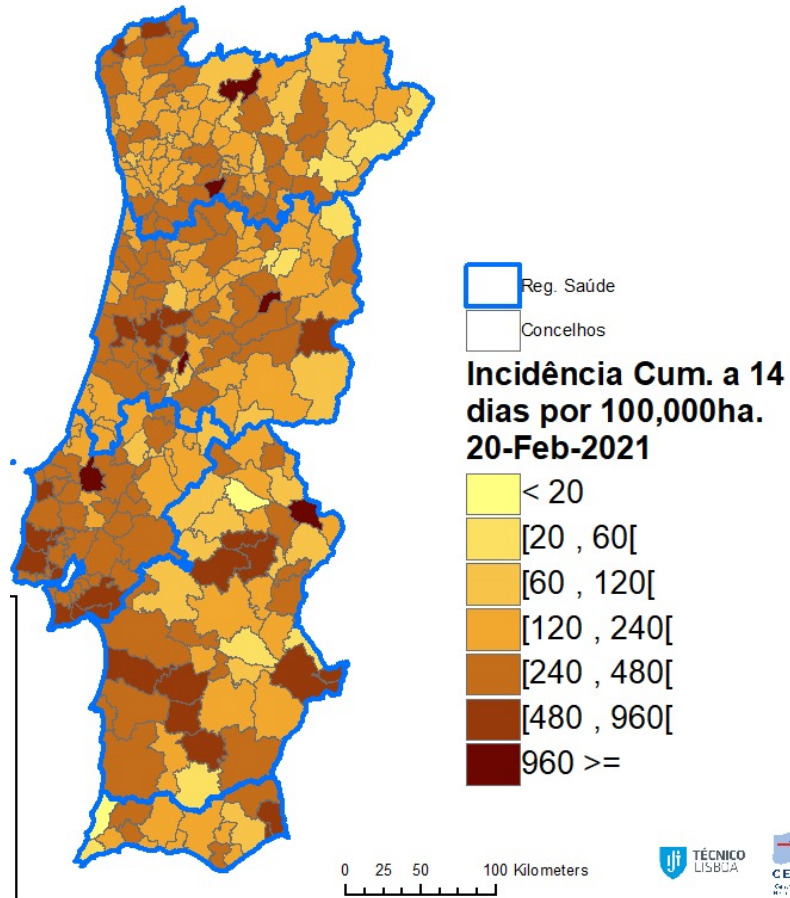 Reg. Saúde
Concelhos
Incidência Cum. a 14
dias por 100,000ha.
20-Feb-2021
< 20
[20 , 60[
[60 , 120[
[120 , 240[
[240 , 480[
[480 , 960[
960 >=
0 25 50 100 Kilometers
TÉCNICO
LISBOA